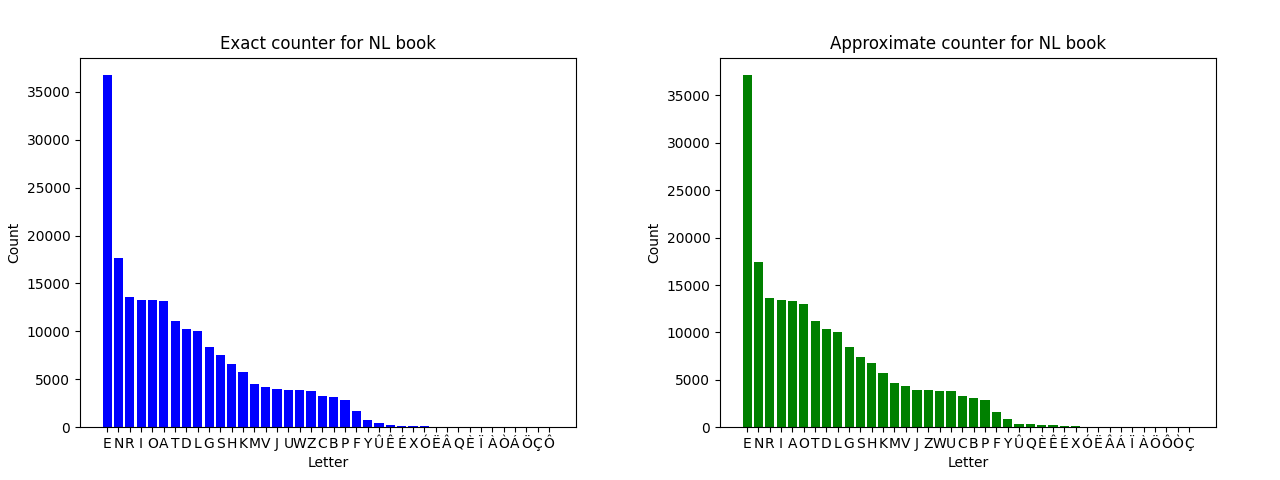 Exact counter for NL book
Count
35000
30000
25000
20000
15000
10000
5000
0
E N R I O A T D L G S H K M V J U W Z C B P F Y Û Ê É X Ó Ë Â Q È Ï À Ò Á Ö Ç Ô
Letter
Approximate counter for NL book
Count
35000
30000
25000
20000
15000
10000
5000
0
E N R I A O T D L G S H K M V J Z W U C B P F Y Û Q È Ê É X Ó Ë Â Á Ï À Ö Ô Ò Ç
Letter